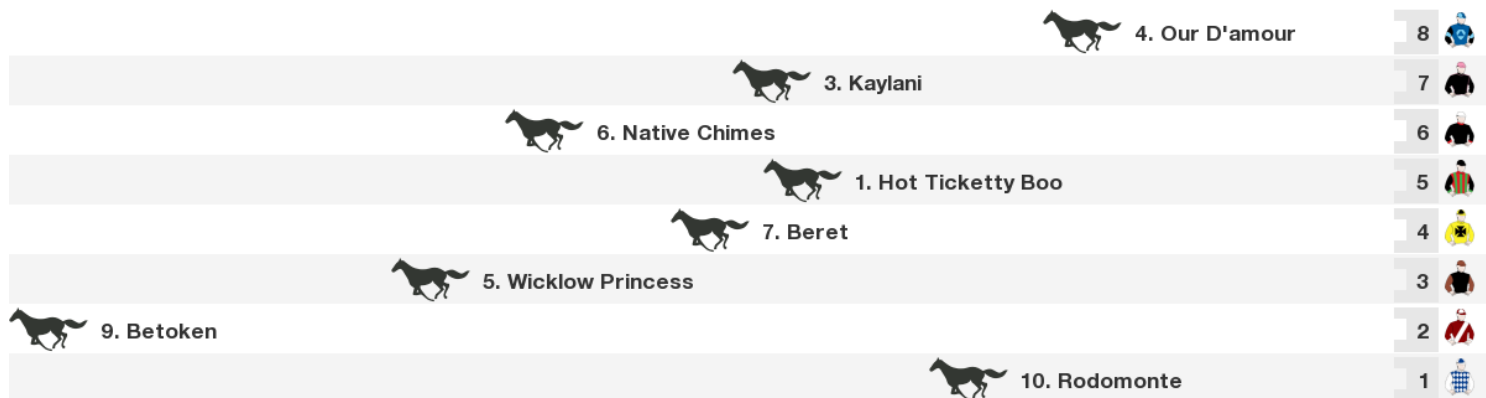 4. Our D'amour 8
3. Kaylani 7
6. Native Chimes 6
1. Hot Ticketty Boo 5
7. Beret 4
5. Wicklow Princess 3
9. Betoken 2
10. Rodomonte 1